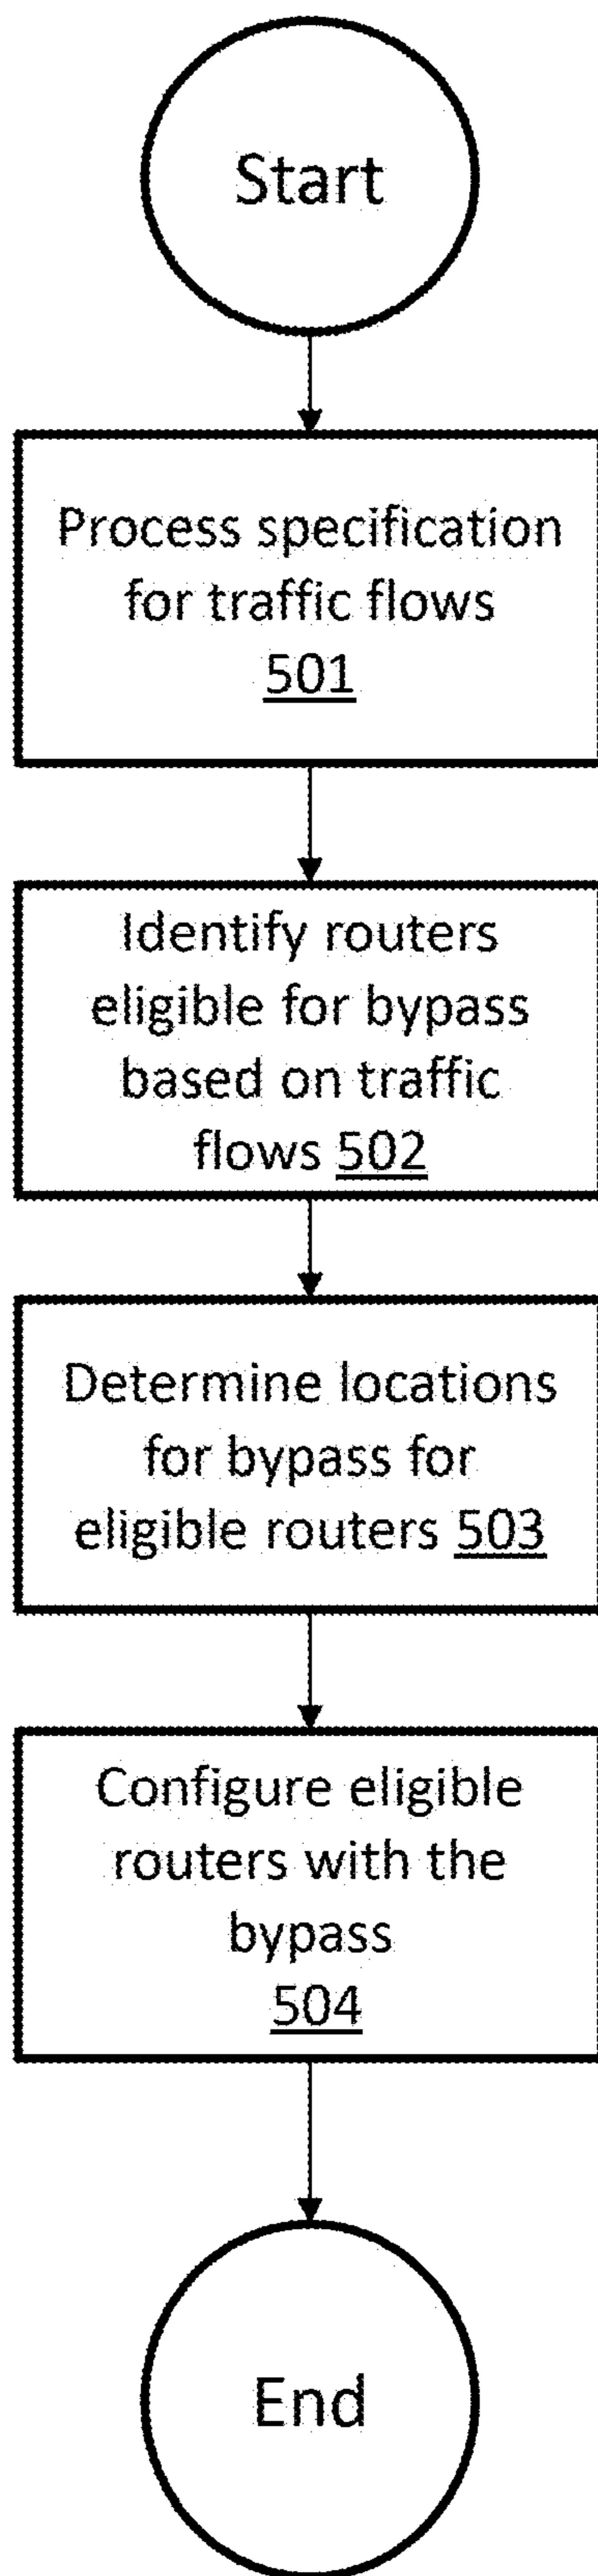 Start
Process specification
for traffic flows
501
Identify routers
eligible for bypass
based on traffic
flows 502
Determine locations
for bypass for
eligible routers 503
Configure eligible
routers with the
bypass
504
End